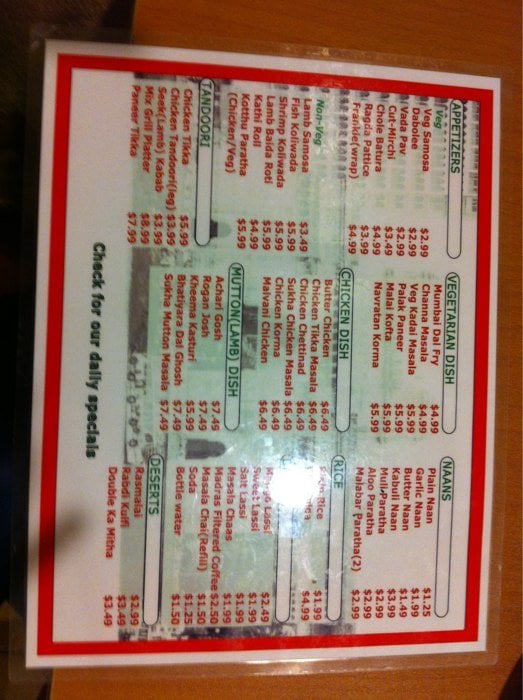 APPETIZERS
Veg
Veg Samosa $2.99
Dabolee $2.99
Vada Pav $2.99
Cut-Mirchi $3.49
Chole Batura $4.99
Ragda Pattice $3.99
Frankie(wrap) $4.99
Non-Veg
Lamb Samosa $3.49
Fish Koliwada $5.99
Shrimp Koliwada $5.99
Lamb Baida Roti $5.99
Kathi Roll $4.99
Kotthu Paratha $5.99
(Chicken/Veg)
TANDOORI
Chicken Tikka $5.99
Chicken Tandoori(leg) $3.99
Seek(Lamb) Kabab $3.99
Mix Grill Platter $8.99
Paneer Tikka $7.99
VEGETARIAN DISH
Mumbai Dal Fry $4.99
Channa Masala $4.99
Veg Kadai Masala $5.99
Palak Paneer $5.99
Malai Kofta $5.99
Navratan Korma $5.99
CHICKEN DISH
Butter Chicken $6.49
Chicken Tikka Masala $6.49
Chicken Chettinad $6.49
Sukha Chicken Masala $6.49
Chicken Korma $6.49
Malvani Chicken $6.49
MUTTON(LAMB) DISH
Achari Gosh $7.49
Rogan Josh $7.49
Kheema Kasturi $5.99
Bhatiyara Dal Ghosh $7.49
Sukha Mutton Masala $7.49
NAANS
Plain Naan $1.25
Garlic Naan $1.99
Butter Naan $1.49
Kabuli Naan $3.99
Muli-Paratha $2.99
Aloo Paratha $2.99
Malabar Paratha(2) $2.99
RICE
Rice $1.99
$4.99
Lassi $2.49
Sweet Lassi $1.99
Salt Lassi $1.99
Masala Chaas $1.99
Madras Filtered Coffee $2.50
Masala Chai(Refill) $1.50
Soda $1.25
Bottle water $1.50
DESERTS
Rasmalai $2.99
Rabdi Kulfi $3.49
Double Ka Mitha $3.49
Check for our daily specials